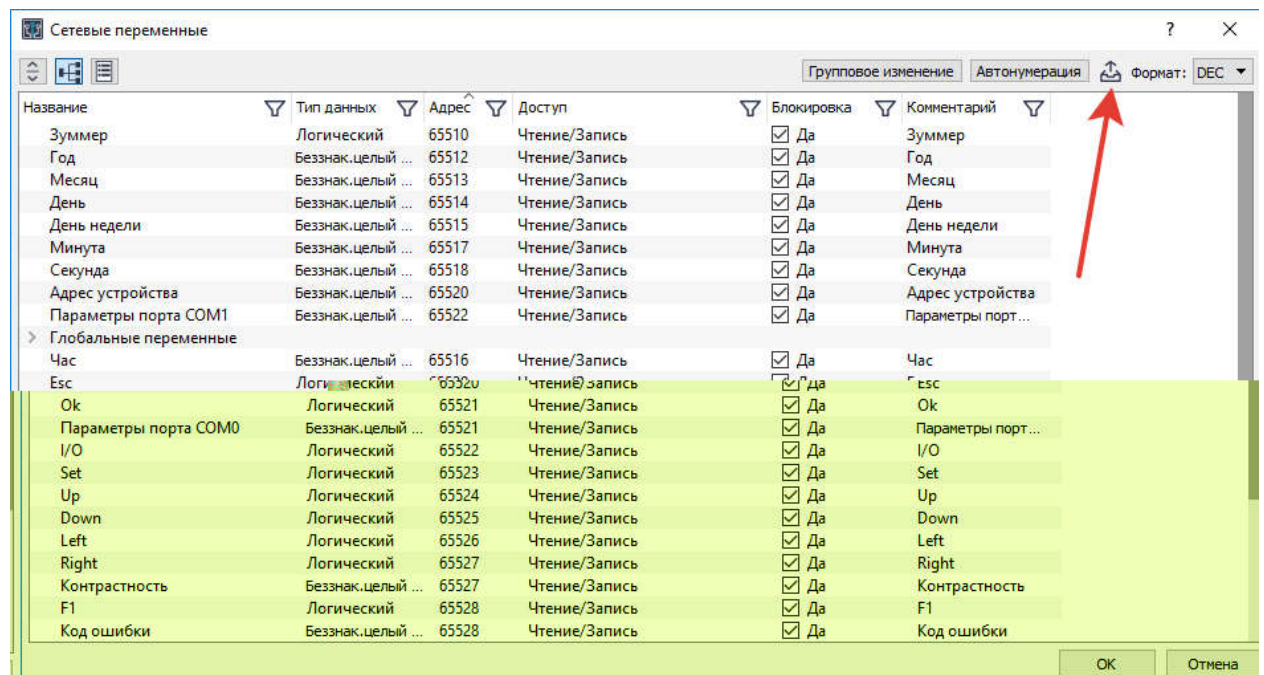 Сетевые переменные ? ×
Групповое изменение Автонумерация Формат: DEC
Название Тип данных Адрес Доступ Блокировка Комментарий
Зуммер Логический 65510 Чтение/Запись Да Зуммер
Год Беззнак.целый ... 65512 Чтение/Запись Да Год
Месяц Беззнак.целый ... 65513 Чтение/Запись Да Месяц
День Беззнак.целый ... 65514 Чтение/Запись Да День
День недели Беззнак.целый ... 65515 Чтение/Запись Да День недели
Минута Беззнак.целый ... 65517 Чтение/Запись Да Минута
Секунда Беззнак.целый ... 65518 Чтение/Запись Да Секунда
Адрес устройства Беззнак.целый ... 65520 Чтение/Запись Да Адрес устройства
Параметры порта COM1 Беззнак.целый ... 65522 Чтение/Запись Да Параметры порт...
Глобальные переменные
Час Беззнак.целый ... 65516 Чтение/Запись Да Час
Esc Да Esc
Ok Логический 65521 Чтение/Запись Да Ok
Параметры порта COM0 Беззнак.целый ... 65521 Чтение/Запись Да Параметры порт...
I/O Логический 65522 Чтение/Запись Да I/O
Set Логический 65523 Чтение/Запись Да Set
Up Логический 65524 Чтение/Запись Да Up
Down Логический 65525 Чтение/Запись Да Down
Left Логический 65526 Чтение/Запись Да Left
Right Логический 65527 Чтение/Запись Да Right
Контрастность Беззнак.целый ... 65527 Чтение/Запись Да Контрастность
F1 Логический 65528 Чтение/Запись Да F1
Код ошибки Беззнак.целый ... 65528 Чтение/Запись Да Код ошибки
OK Отмена